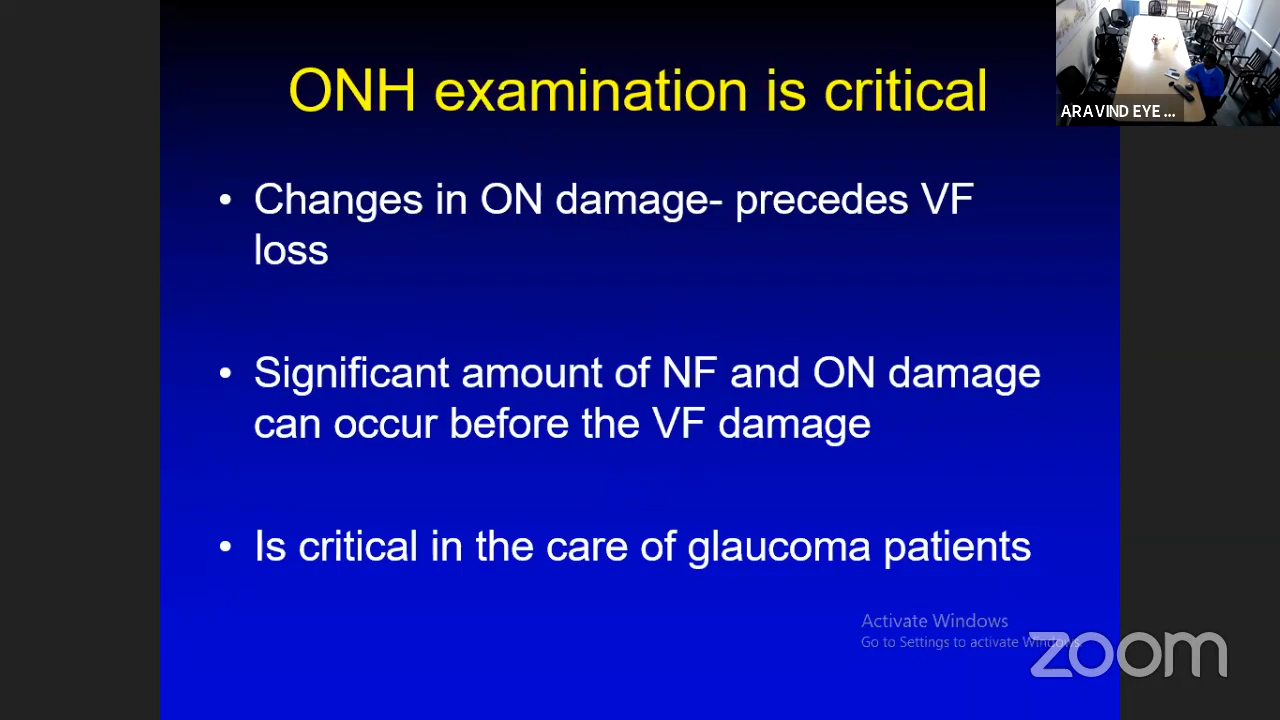 ONH examination is critical
ARAVIND EYE ...
• Changes in ON damage- precedes VF
loss
• Significant amount of NF and ON damage
can occur before the VF damage
• Is critical in the care of glaucoma patients
Activate Windows
Go to Settings to activate Windows.
zoom